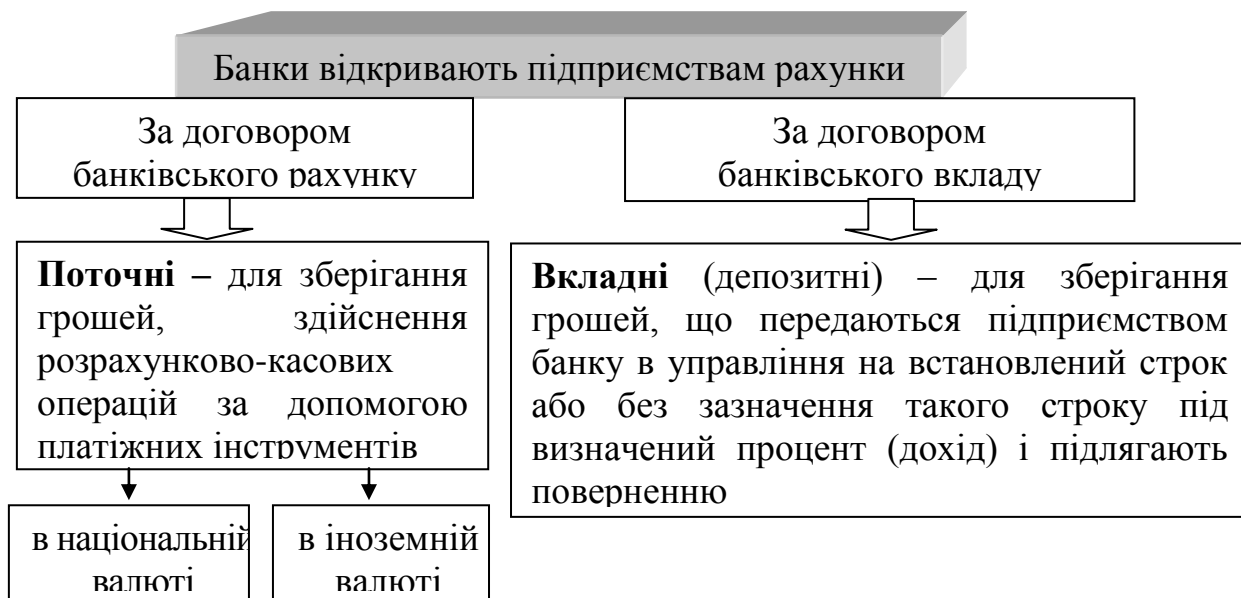 Банки відкривають підприємствам рахунки
За договором
банківського рахунку
За договором
банківського вкладу
Поточні – для зберігання
грошей, здійснення
розрахунково-касових
операцій за допомогою
платіжних інструментів
Вкладні (депозитні) – для зберігання
грошей, що передаються підприємством
банку в управління на встановлений строк
або без зазначення такого строку під
визначений процент (дохід) і підлягають
поверненню
в національній
валюті
в іноземній
валюті